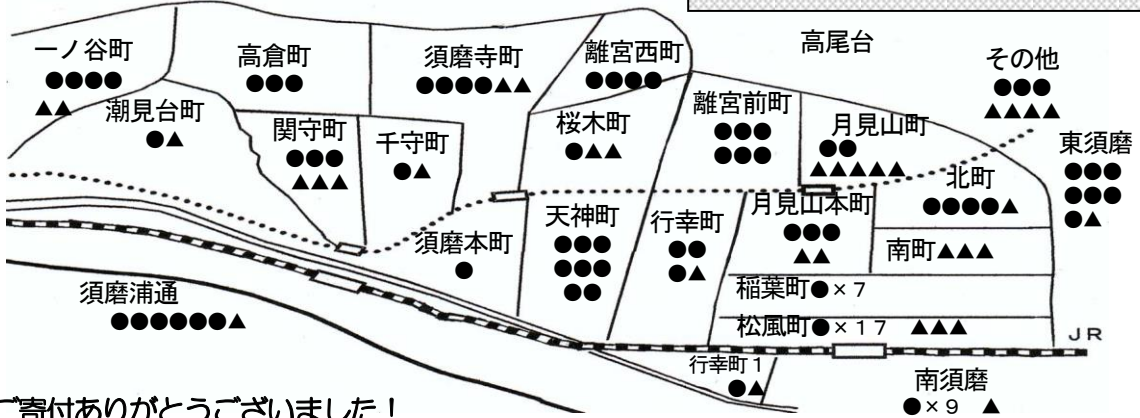 一ノ谷町
●●●●
▲▲
高倉町
●●●
須磨寺町
●●●●▲▲
離宮西町
●●●●
高尾台
その他
●●●
▲▲▲▲
潮見台町
●▲
関守町
●●●
▲▲▲
千守町
●▲
桜木町
●▲▲
離宮前町
●●●
●●●
月見山町
●●
▲▲▲▲▲
東須磨
●●●
●●●
●▲
北町
●●●●▲
須磨本町
●
天神町
●●●
●●●
●●
行幸町
●●
●▲
月見山本町
●●●
▲▲
南町▲▲▲
稲葉町●×７
松風町●×１７ ▲▲▲
須磨浦通
●●●●●●▲
ＪＲ
行幸町１
●▲
南須磨
●×９ ▲
ご寄付ありがとうございました！